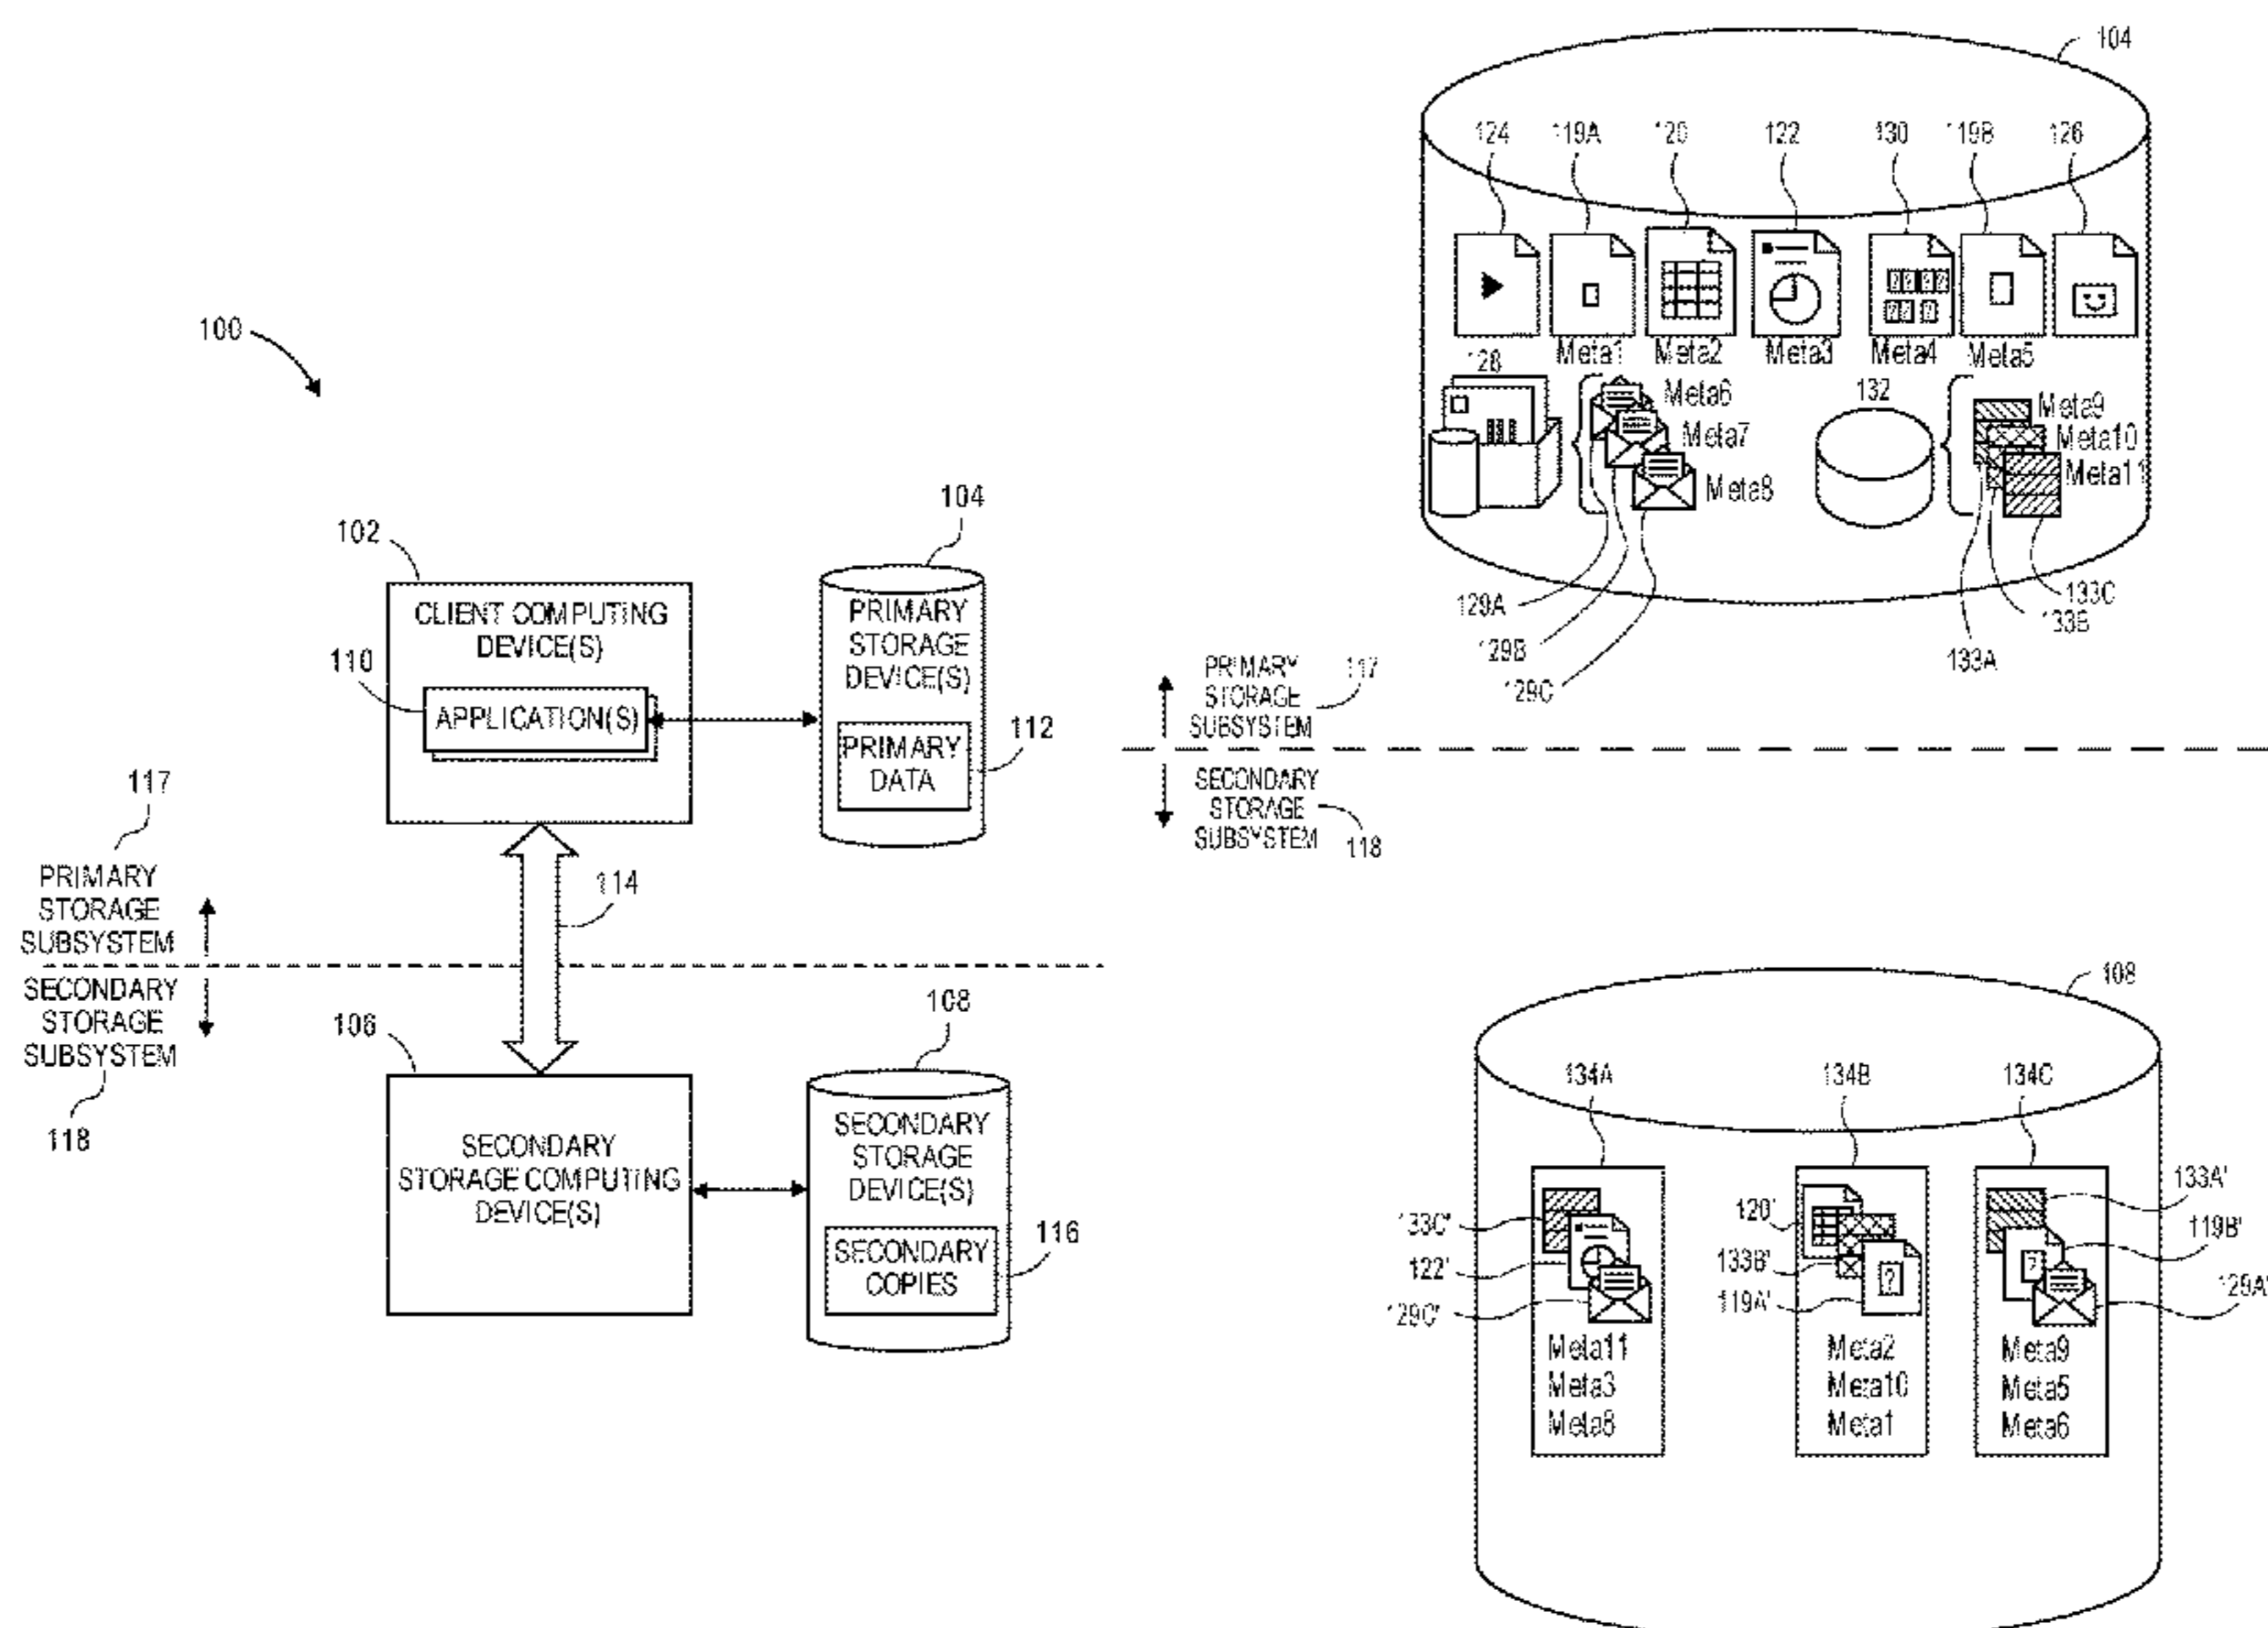 100
102
CLIENT COMPUTING
DEVICE(S)
110
APPLICATION(S)
104
PRIMARY
STORAGE
DEVICE(S)
PRIMARY
DATA
112
117
PRIMARY
STORAGE
SUBSYSTEM
114
SECONDARY
STORAGE
SUBSYSTEM
118
106
SECONDARY
STORAGE COMPUTING
DEVICE(S)
108
SECONDARY
STORAGE
DEVICE(S)
SECONDARY
COPIES
116
104
124 119A 120 122 130 119B 126
Meta1 Meta2 Meta3 Meta4 Meta5
128
Meta6
Meta7
Meta8
132
Meta9
Meta10
Meta11
129A
129B
129C
133C
133B
133A
PRIMARY
STORAGE
SUBSYSTEM
117
SECONDARY
STORAGE
SUBSYSTEM
118
108
134A 134B 134C
133C'
122'
129C'
Meta11
Meta3
Meta8
120'
133B'
119A'
?
Meta2
Meta10
Meta1
133A'
119B'
129A'
?
Meta9
Meta5
Meta6